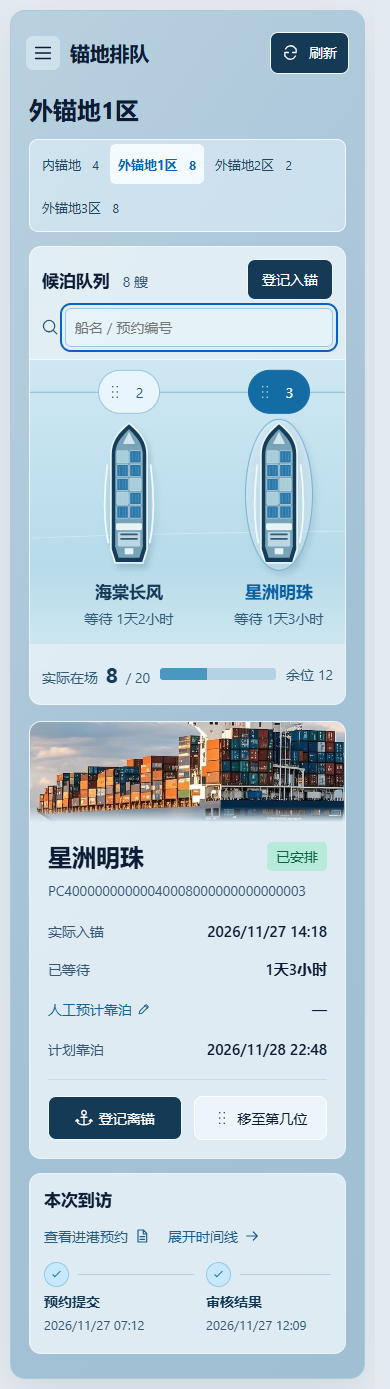 锚地排队
刷新
外锚地1区
内锚地 4 外锚地1区 8 外锚地2区 2
外锚地3区 8
候泊队列 8 艘 登记入锚
船名 / 预约编号
2 3
海棠长风 星洲明珠
等待 1天2小时 等待 1天3小时
实际在场 8 / 20 余位 12
星洲明珠 已安排
PC40000000000040008000000000000003
实际入锚 2026/11/27 14:18
已等待 1天3小时
人工预计靠泊 —
计划靠泊 2026/11/28 22:48
登记离锚 移至第几位
本次到访
查看进港预约 展开时间线
预约提交 审核结果
2026/11/27 07:12 2026/11/27 12:09